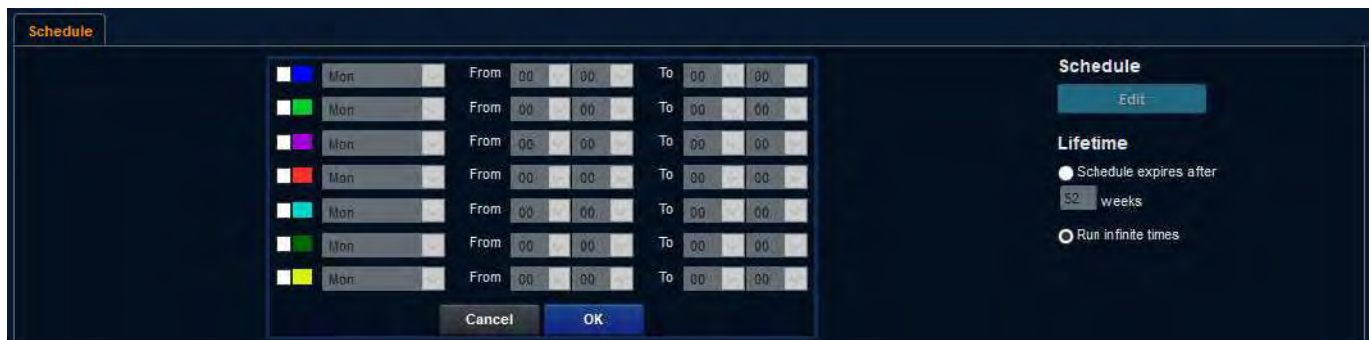 Schedule
Mon From 00 00 To 00 00
Mon From 00 00 To 00 00
Mon From 00 00 To 00 00
Mon From 00 00 To 00 00
Mon From 00 00 To 00 00
Mon From 00 00 To 00 00
Mon From 00 00 To 00 00
Cancel OK
Schedule
Edit
Lifetime
Schedule expires after
52 weeks
Run infinite times